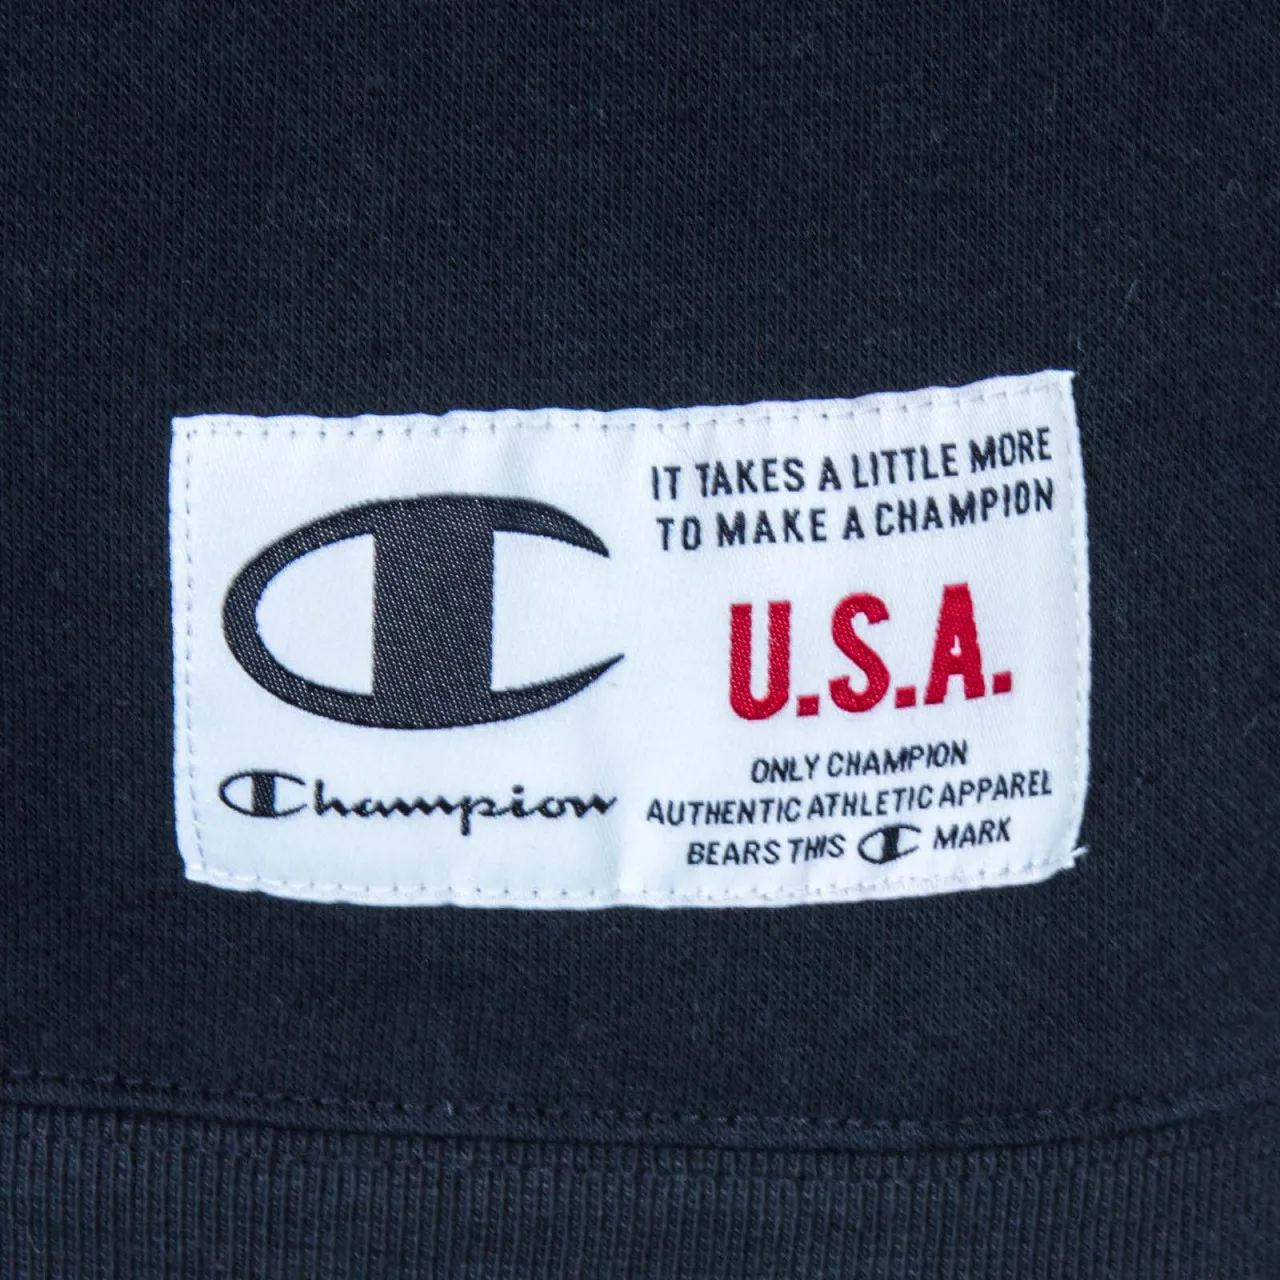 Champion
IT TAKES A LITTLE MORE
TO MAKE A CHAMPION
U.S.A.
ONLY CHAMPION
AUTHENTIC ATHLETIC APPAREL
BEARS THIS C MARK